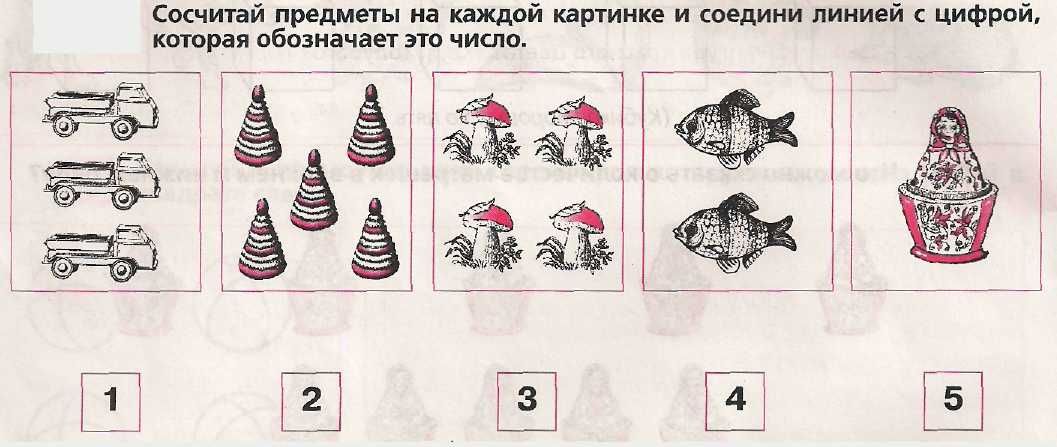 Сосчитай предметы на каждой картинке и соедини линией с цифрой,
которая обозначает это число.
1 2 3 4 5